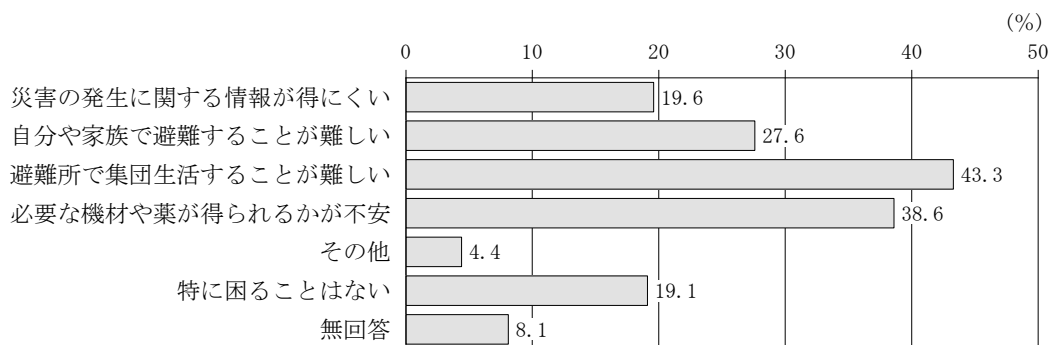 (%)
0 10 20 30 40 50
災害の発生に関する情報が得にくい 19.6
自分や家族で避難することが難しい 27.6
避難所で集団生活することが難しい 43.3
必要な機材や薬が得られるかが不安 38.6
その他 4.4
特に困ることはない 19.1
無回答 8.1